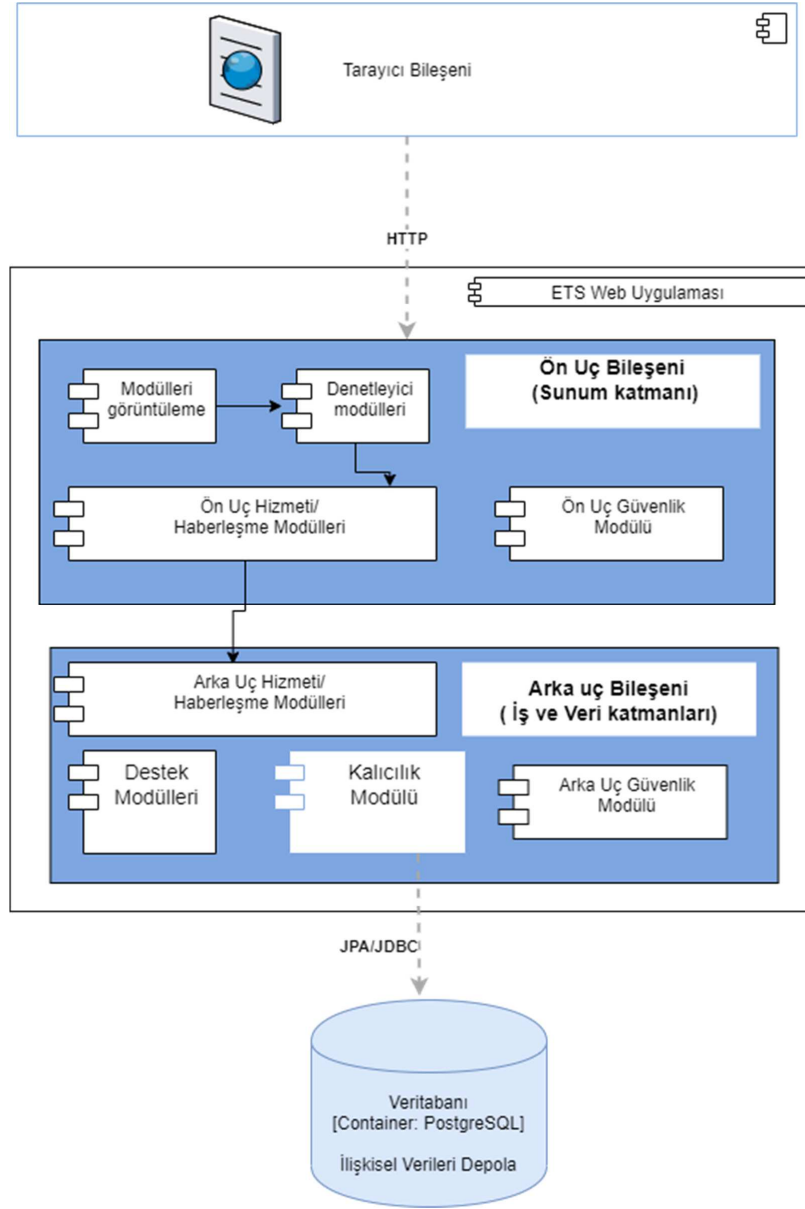 Tarayıcı Bileşeni
HTTP
ETS Web Uygulaması
Ön Uç Bileşeni
(Sunum katmanı)
Modülleri
görüntüleme
Denetleyici
modülleri
Ön Uç Hizmeti/
Haberleşme Modülleri
Ön Uç Güvenlik
Modülü
Arka Uç Hizmeti/
Haberleşme Modülleri
Arka uç Bileşeni
( İş ve Veri katmanları)
Destek
Modülleri
Kalıcılık
Modülü
Arka Uç Güvenlik
Modülü
JPA/JDBC
Veritabanı
[Container: PostgreSQL]
İlişkisel Verileri Depola